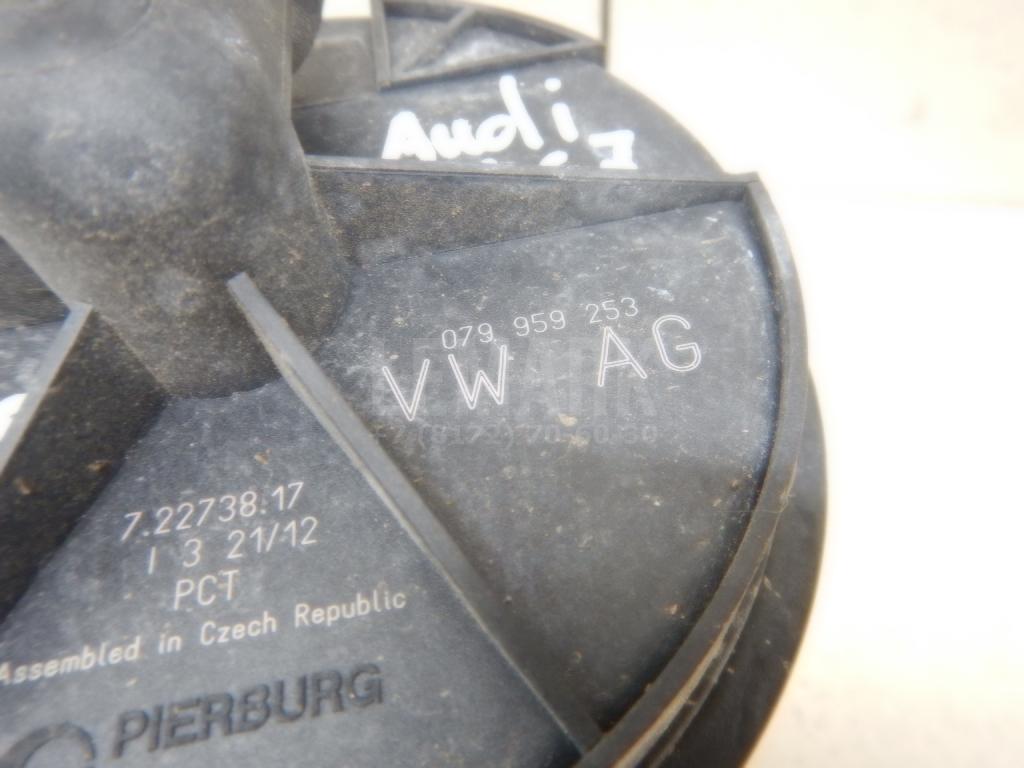 Audi
079 959 253
VW AG
7.22738.17
I 3 21/12
PCT
Assembled in Czech Republic
PIERBURG